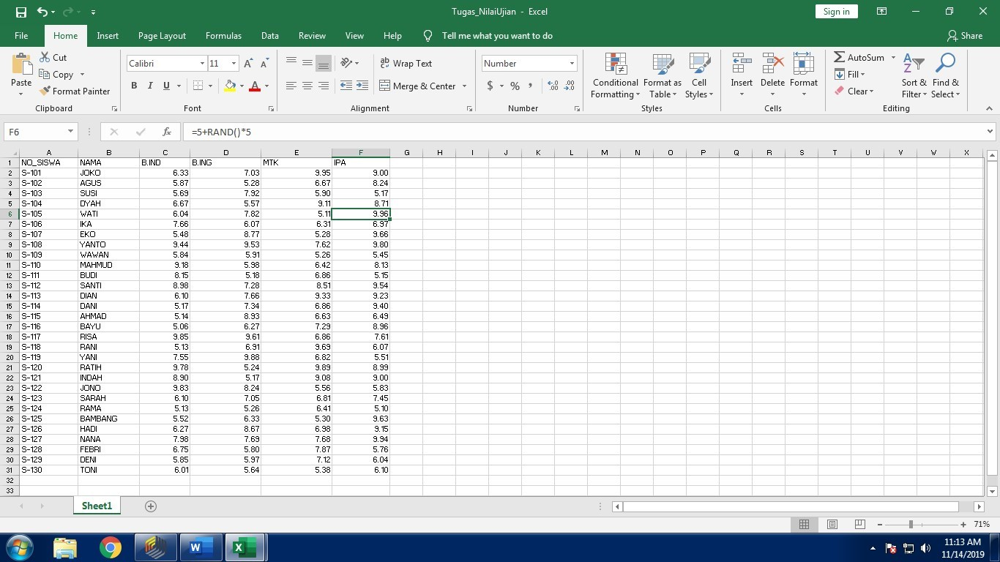 Tugas_NilaiUjian - Excel
Sign in
File Home Insert Page Layout Formulas Data Review View Help Tell me what you want to do Share
Paste
Cut
Copy
Format Painter
Clipboard
Calibri 11
B I U
Font
Wrap Text
Merge & Center
Alignment
Number
$ % ,
Number
Conditional Formatting
Format as Table
Cell Styles
Styles
Insert Delete Format
Cells
AutoSum
Fill
Clear
Sort & Filter
Find & Select
Editing
F6 fx =5+RAND()*5
A B C D E F G H I J K L M N O P Q R S T U V W X
1 NO_SISWA NAMA B.IND B.ING MTK IPA
2 S-101 JOKO 6.33 7.03 9.95 9.00
3 S-102 AGUS 5.87 5.28 6.67 8.24
4 S-103 SUSI 5.69 7.92 5.90 5.17
5 S-104 DYAH 6.67 5.57 9.11 8.71
6 S-105 WATI 6.04 7.82 5.11 9.96
7 S-106 IKA 7.66 6.07 6.31 6.97
8 S-107 EKO 5.48 8.77 5.28 9.66
9 S-108 YANTO 9.44 9.53 7.62 9.80
10 S-109 WAWAN 5.84 5.91 5.26 5.45
11 S-110 MAHMUD 9.18 5.98 6.42 8.13
12 S-111 BUDI 8.15 5.18 6.86 5.15
13 S-112 SANTI 8.98 7.28 8.51 9.54
14 S-113 DIAN 6.10 7.66 9.33 9.23
15 S-114 DANI 5.17 7.34 6.86 9.40
16 S-115 AHMAD 5.14 8.93 6.63 6.49
17 S-116 BAYU 5.06 6.27 7.29 8.96
18 S-117 RISA 9.85 9.61 6.86 7.61
19 S-118 RANI 5.13 6.91 9.69 6.07
20 S-119 YANI 7.55 9.88 6.82 5.51
21 S-120 RATIH 9.78 5.24 9.89 8.99
22 S-121 INDAH 8.90 5.17 9.08 9.00
23 S-122 JONO 9.83 8.24 5.56 5.83
24 S-123 SARAH 6.10 7.05 6.81 7.45
25 S-124 RAMA 5.13 5.26 6.41 5.10
26 S-125 BAMBANG 5.52 6.33 5.30 9.63
27 S-126 HADI 6.27 8.67 6.98 9.15
28 S-127 NANA 7.98 7.69 7.68 9.94
29 S-128 FEBRI 6.75 5.80 7.87 5.76
30 S-129 DENI 5.85 5.97 7.12 6.04
31 S-130 TONI 6.01 5.64 5.38 6.10
32
33
Sheet1
71%
11:13 AM
11/14/2019